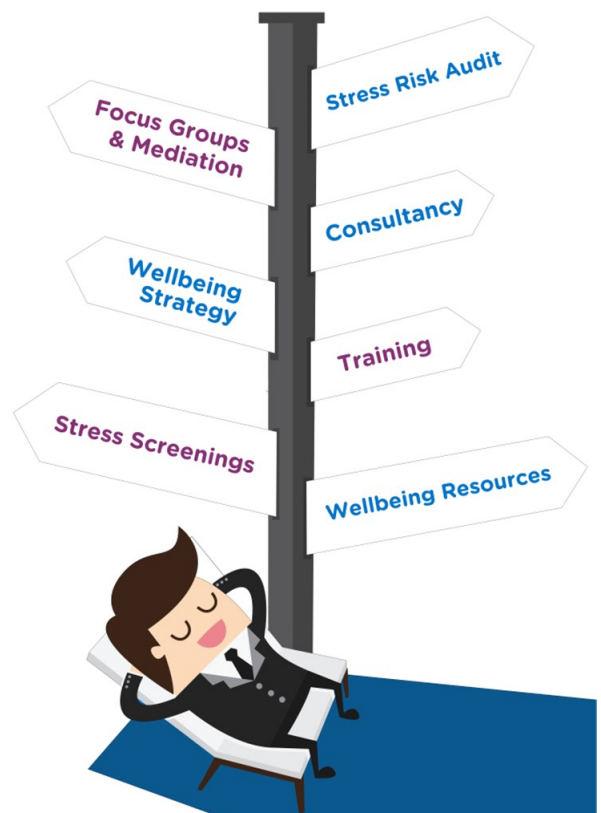 Stress Risk Audit
Focus Groups
& Mediation
Consultancy
Wellbeing
Strategy
Training
Stress Screenings
Wellbeing Resources